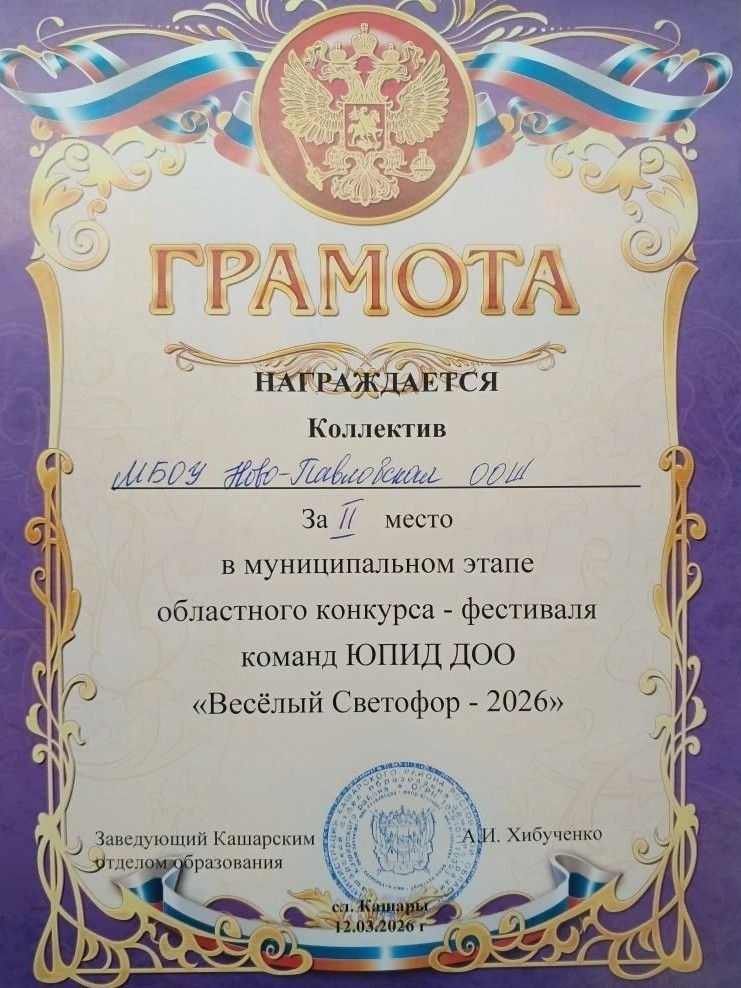 ГРАМОТА
НАГРАЖДАЕТСЯ
Коллектив
МБОУ Ново-Павловская ООШ
За II место
в муниципальном этапе
областного конкурса - фестиваля
команд ЮПИД ДОО
«Весёлый Светофор - 2026»
Заведующий Кашарским А.И. Хибученко
отделом образования
сл. Кашары
12.03.2026 г